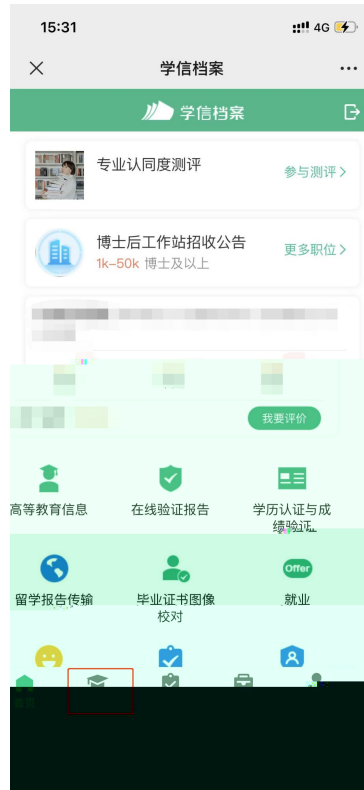 15:31
4G
学信档案
学信档案
专业认同度测评
参与测评
博士后工作站招收公告
更多职位
1k–50k 博士及以上
我要评价
高等教育信息
在线验证报告
学历认证与成
绩验证
留学报告传输
毕业证书图像
校对
Offer
就业
首页